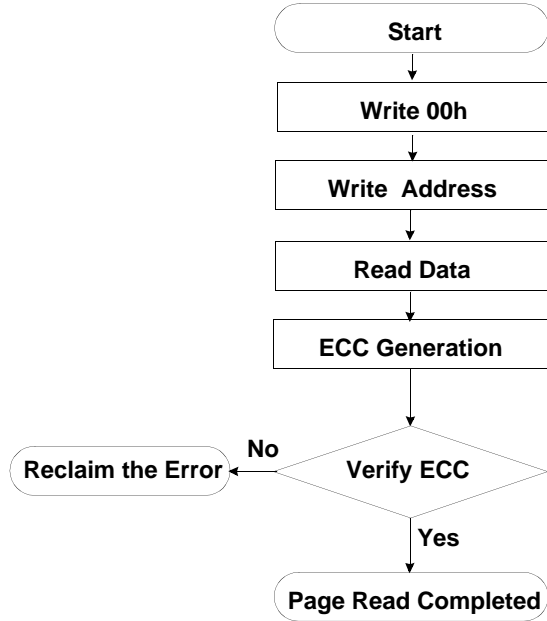 Start
Write 00h
Write  Address
Read Data
ECC Generation
No
Reclaim the Error
Verify ECC
Yes
Page Read Completed